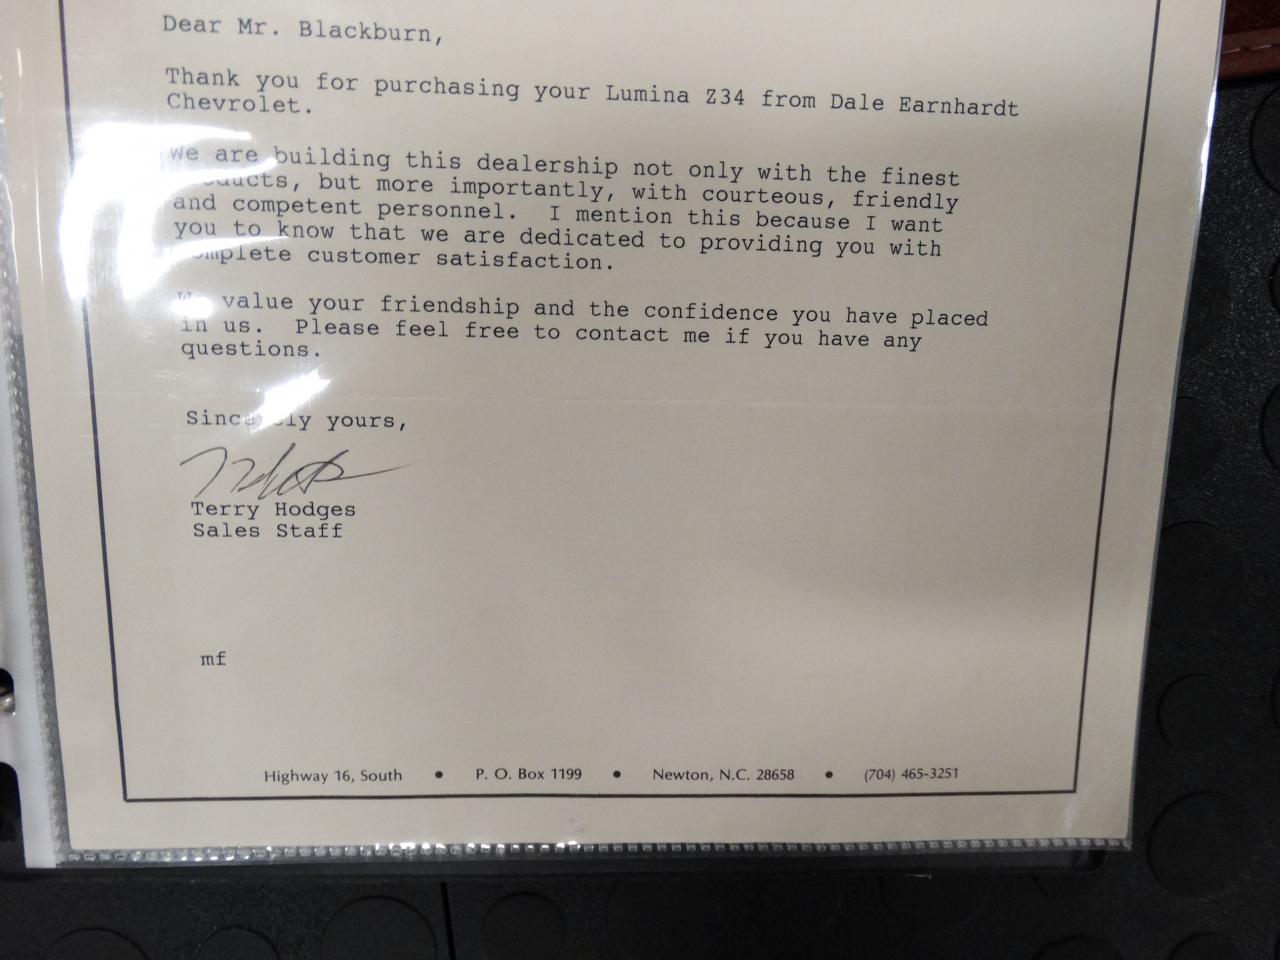 Dear Mr. Blackburn,
Thank you for purchasing your Lumina Z34 from Dale Earnhardt
Chevrolet.
We are building this dealership not only with the finest
products, but more importantly, with courteous, friendly
and competent personnel. I mention this because I want
you to know that we are dedicated to providing you with
complete customer satisfaction.
We value your friendship and the confidence you have placed
in us. Please feel free to contact me if you have any
questions.
Sincerely yours,
Terry Hodges
Sales Staff
mf
Highway 16, South • P. O. Box 1199 • Newton, N.C. 28658 • (704) 465-3251